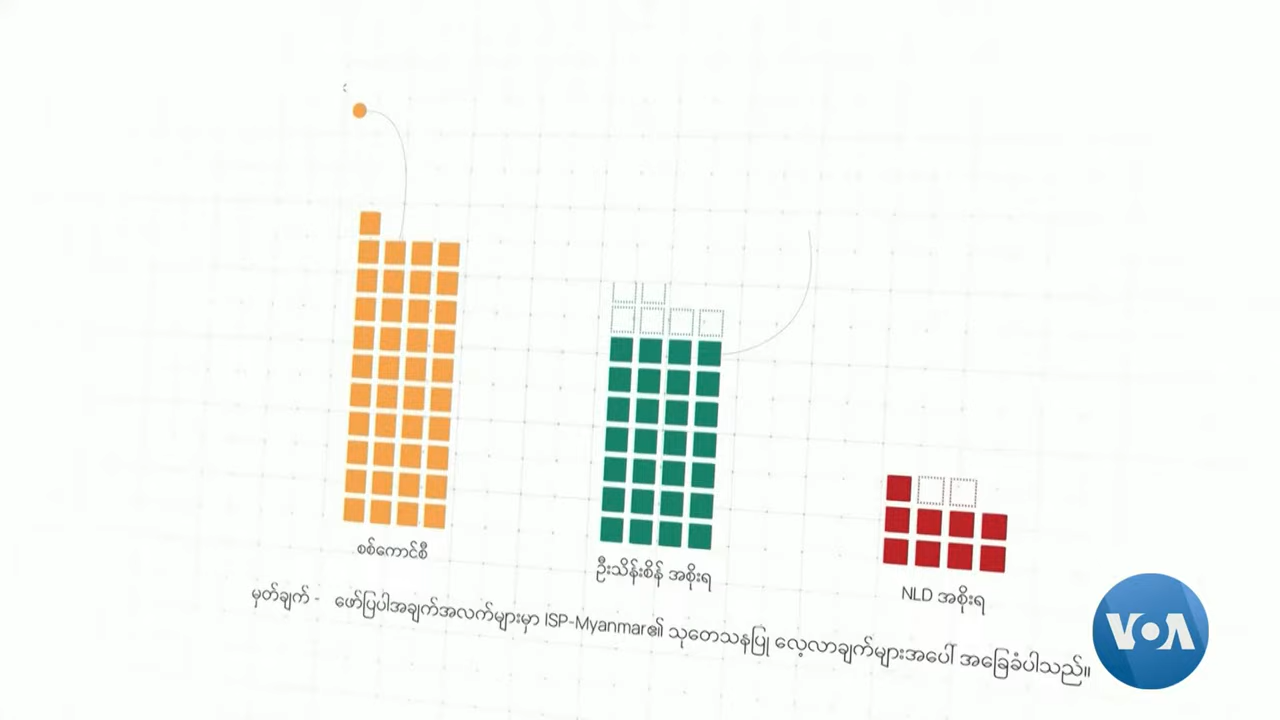 စစ်ကောင်စီ
ဦးသိန်းစိန် အစိုးရ
NLD အစိုးရ
မှတ်ချက် - ဖော်ပြပါအချက်အလက်များမှာ ISP-Myanmar၏ သုတေသနပြု လေ့လာချက်များအပေါ် အခြေခံပါသည်။
VOA